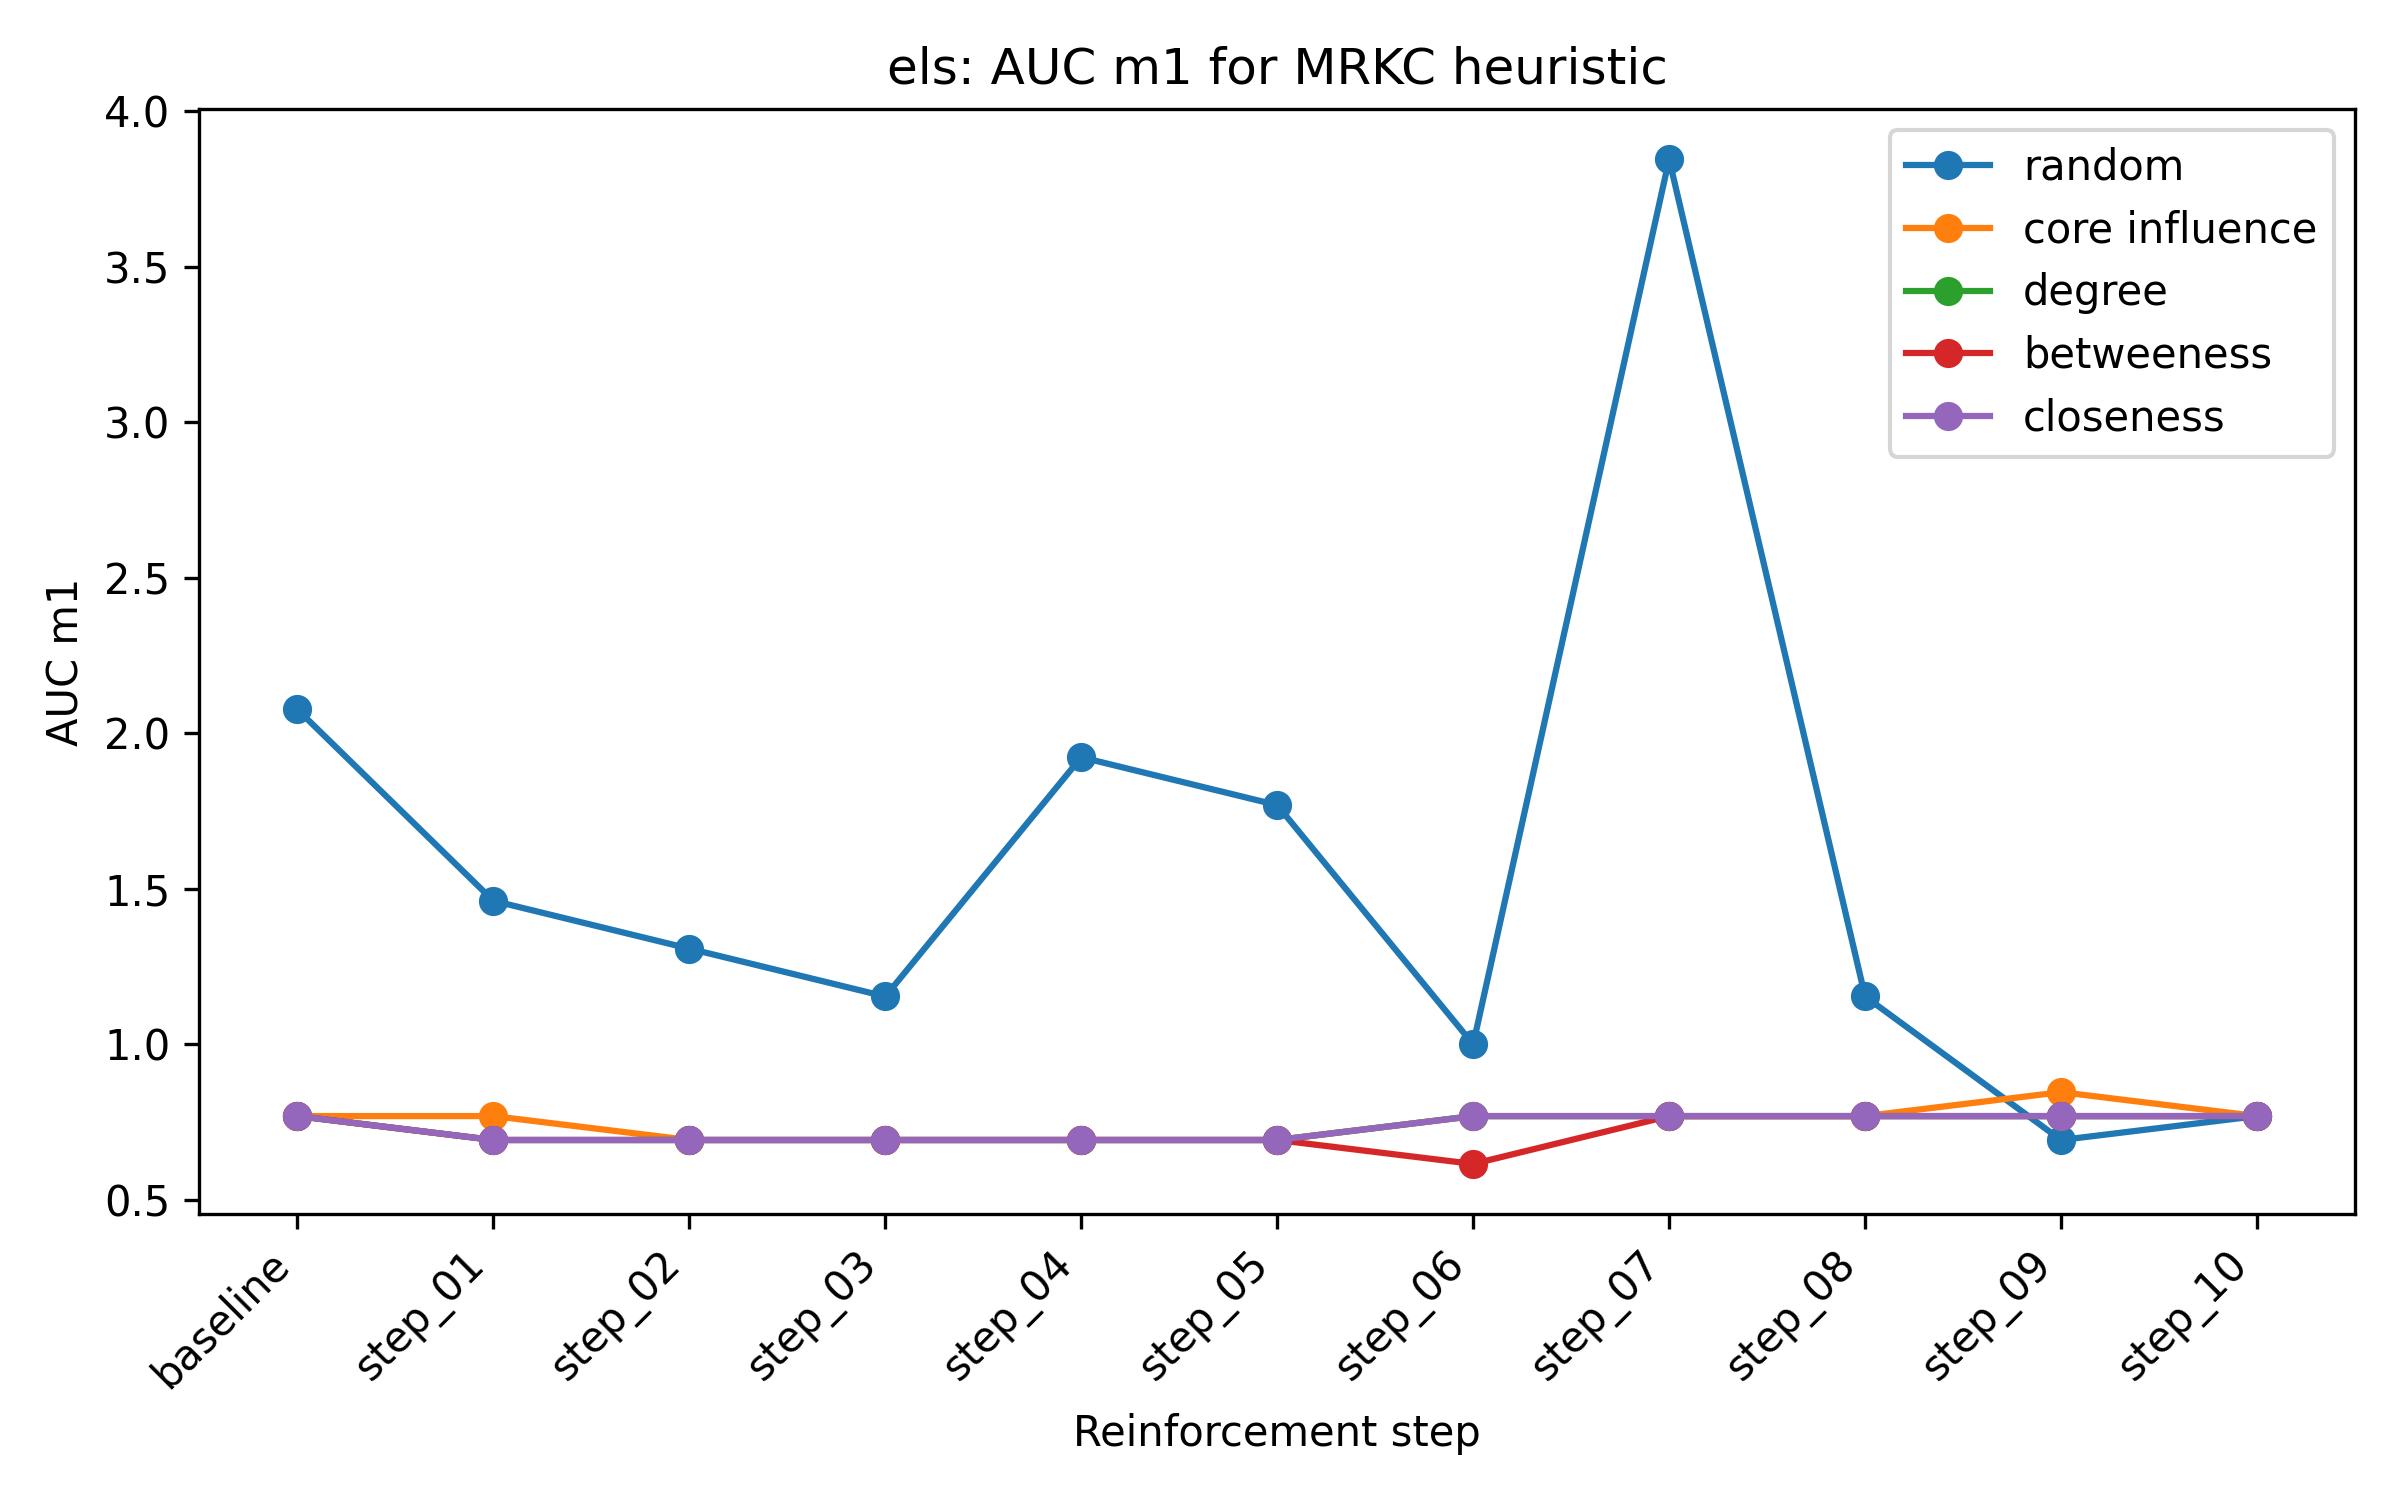 els: AUC m1 for MRKC heuristic
4.0
3.5
3.0
2.5
2.0
1.5
1.0
0.5
AUC m1
random
core influence
degree
betweeness
closeness
baseline
step_01
step_02
step_03
step_04
step_05
step_06
step_07
step_08
step_09
step_10
Reinforcement step